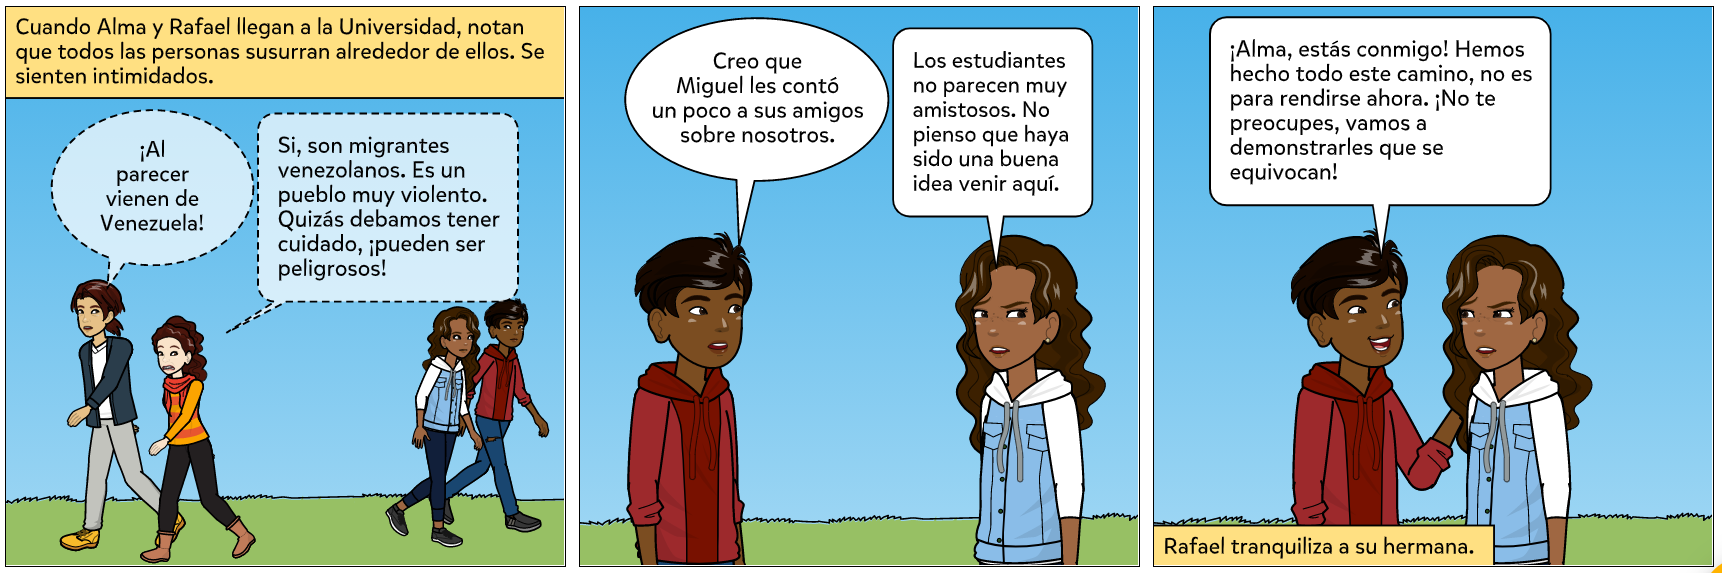 Cuando Alma y Rafael llegan a la Universidad, notan
que todos las personas susurran alrededor de ellos. Se
sienten intimidados.
¡Al
parecer
vienen de
Venezuela!
Si, son migrantes
venezolanos. Es un
pueblo muy violento.
Quizás debamos tener
cuidado, ¡pueden ser
peligrosos!
Creo que
Miguel les contó
un poco a sus amigos
sobre nosotros.
Los estudiantes
no parecen muy
amistosos. No
pienso que haya
sido una buena
idea venir aquí.
¡Alma, estás conmigo! Hemos
hecho todo este camino, no es
para rendirse ahora. ¡No te
preocupes, vamos a
demonstrarles que se
equivocan!
Rafael tranquiliza a su hermana.